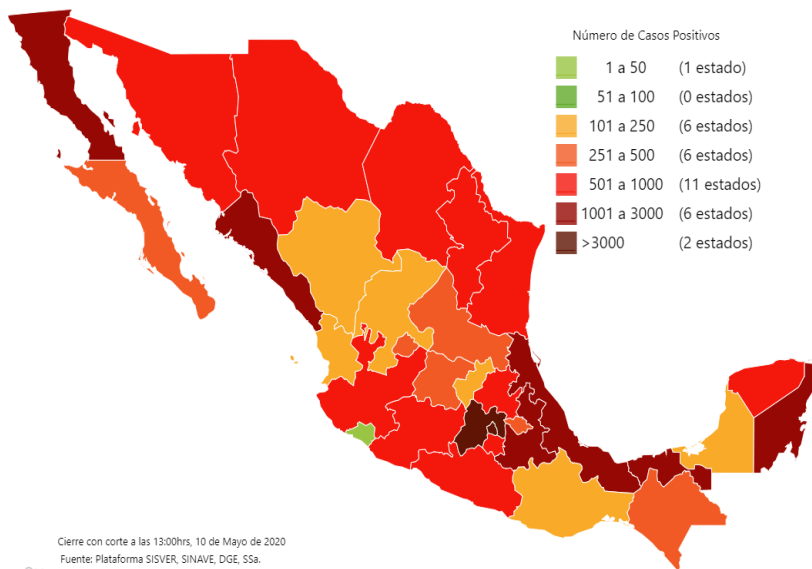 Número de Casos Positivos
1 a 50 (1 estado)
51 a 100 (0 estados)
101 a 250 (6 estados)
251 a 500 (6 estados)
501 a 1000 (11 estados)
1001 a 3000 (6 estados)
>3000 (2 estados)
Cierre con corte a las 13:00hrs, 10 de Mayo de 2020
Fuente: Plataforma SISVER, SINAVE, DGE, SSa.